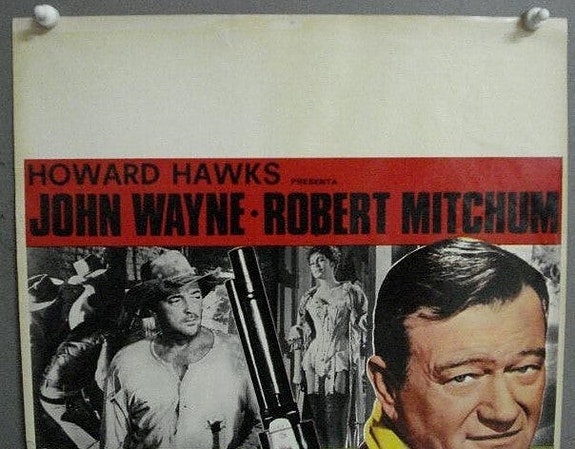 HOWARD HAWKS PRESENTA
JOHN WAYNE · ROBERT MITCHUM